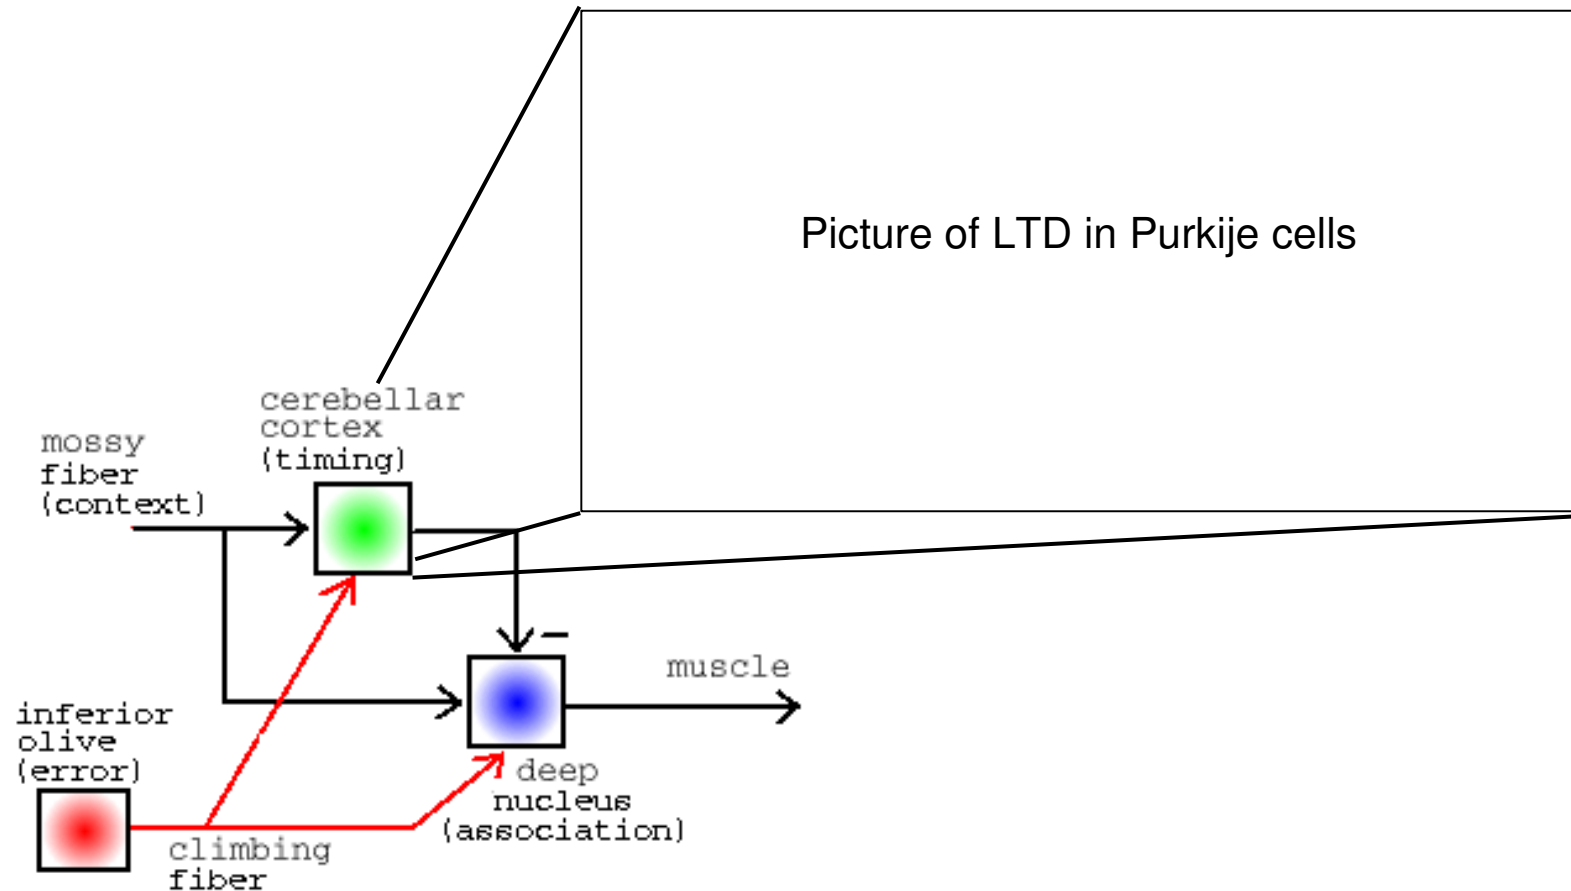 Picture of LTD in Purkije cells
cerebellar
cortex
(timing)
mossy
fiber
(context)
–
muscle
inferior
olive
(error)
deep
nucleus
(association)
climbing
fiber